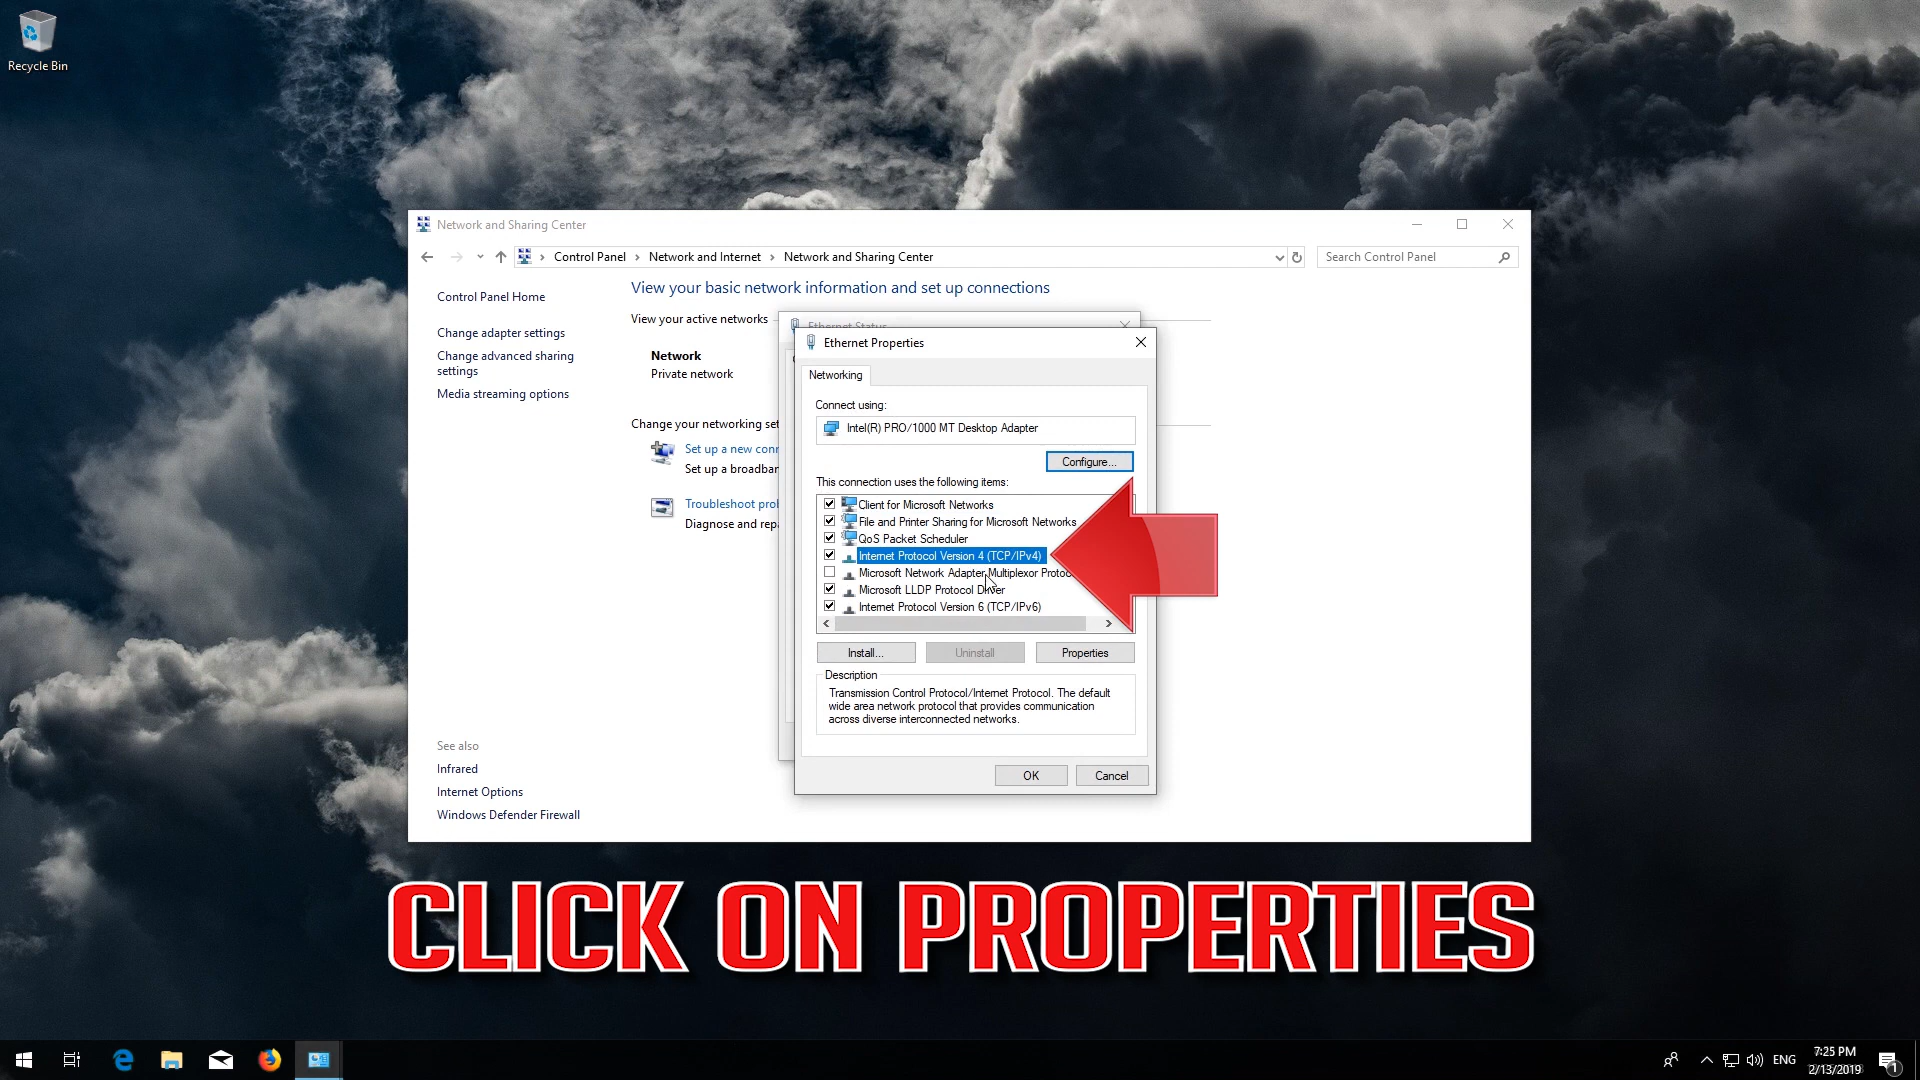 Recycle Bin
Network and Sharing Center
Control Panel
Network and Internet
Network and Sharing Center
Search Control Panel
Control Panel Home
Change adapter settings
Change advanced sharing
settings
Media streaming options
See also
Infrared
Internet Options
Windows Defender Firewall
View your basic network information and set up connections
View your active networks
Network
Private network
Change your networking set
Set up a new conn
Set up a broadban
Troubleshoot prob
Diagnose and repa
Ethernet Status
Ethernet Properties
Networking
Connect using:
Intel(R) PRO/1000 MT Desktop Adapter
Configure...
This connection uses the following items:
Client for Microsoft Networks
File and Printer Sharing for Microsoft Networks
QoS Packet Scheduler
Internet Protocol Version 4 (TCP/IPv4)
Microsoft Network Adapter Multiplexor Protoc
Microsoft LLDP Protocol Driver
Internet Protocol Version 6 (TCP/IPv6)
Install...
Uninstall
Properties
Description
Transmission Control Protocol/Internet Protocol. The default
wide area network protocol that provides communication
across diverse interconnected networks.
OK
Cancel
CLICK ON PROPERTIES
ENG
7:25 PM
2/13/2019
1